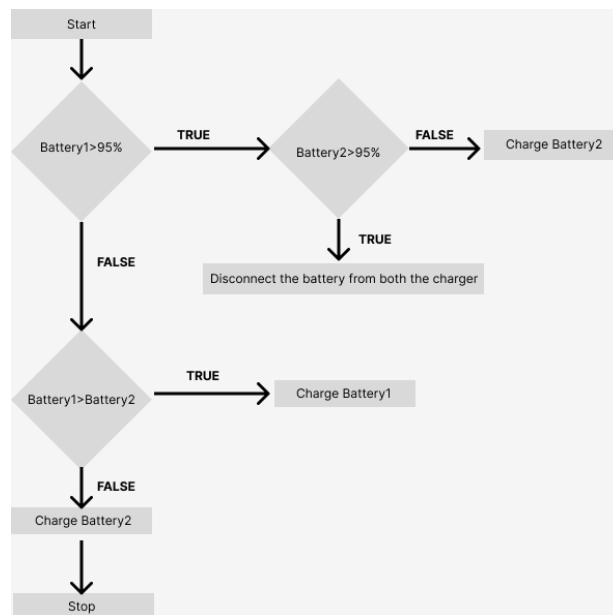 Start
Battery1>95%
TRUE
Battery2>95%
FALSE
Charge Battery2
TRUE
Disconnect the battery from both the charger
FALSE
Battery1>Battery2
TRUE
Charge Battery1
FALSE
Charge Battery2
Stop